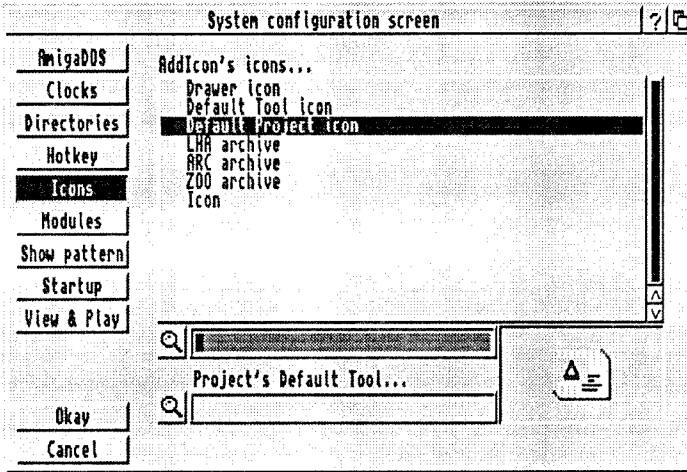 System configuration screen
?
AmigaDOS
Clocks
Directories
Hotkey
Icons
Modules
Show pattern
Startup
View & Play
Okay
Cancel
AddIcon's icons...
Drawer icon
Default Tool icon
Default Project icon
LHA archive
ARC archive
ZOO archive
Icon
Project's Default Tool...